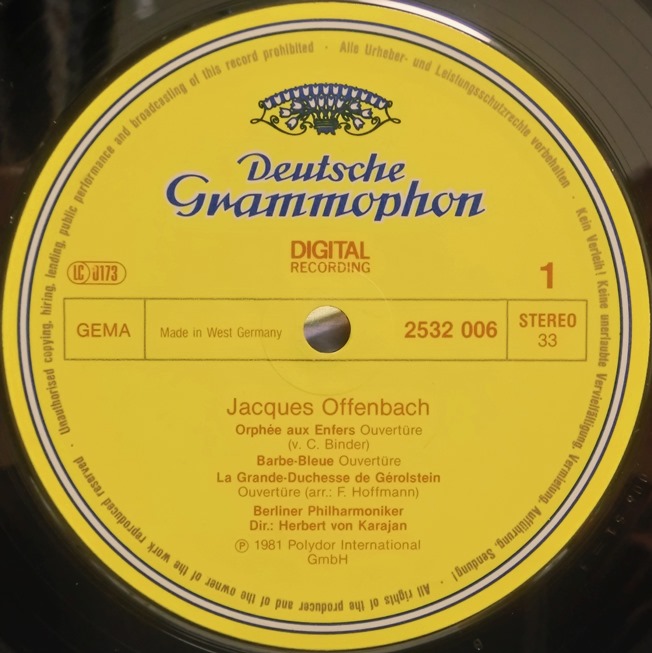 Unauthorised copying, hiring, lending, public performance and broadcasting of this record prohibited · Alle Urheber- und Leistungsschutzrechte vorbehalten · Kein Verleih! Keine unerlaubte Vervielfältigung, Vermietung, Aufführung, Sendung! · All rights of the producer and of the owner of the work reproduced reserved ·
Deutsche
Grammophon
DIGITAL
RECORDING
LC 0173
1
GEMA
Made in West Germany
2532 006
STEREO
33
Jacques Offenbach
Orphée aux Enfers Ouvertüre
(v. C. Binder)
Barbe-Bleue Ouvertüre
La Grande-Duchesse de Gérolstein
Ouvertüre (arr.: F. Hoffmann)
Berliner Philharmoniker
Dir.: Herbert von Karajan
℗ 1981 Polydor International
GmbH